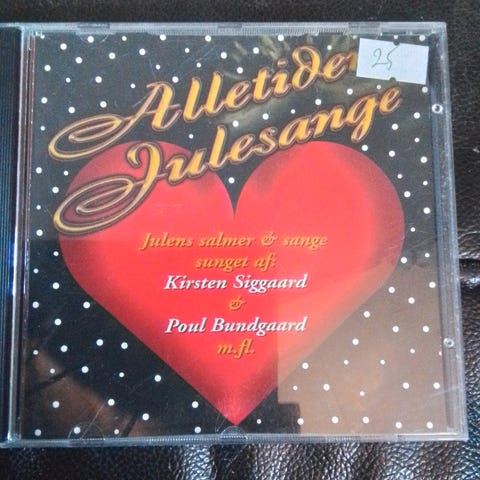 Alletiders
Julesange
25
Julens salmer & sange
sunget af:
Kirsten Siggaard
&
Poul Bundgaard
m.fl.